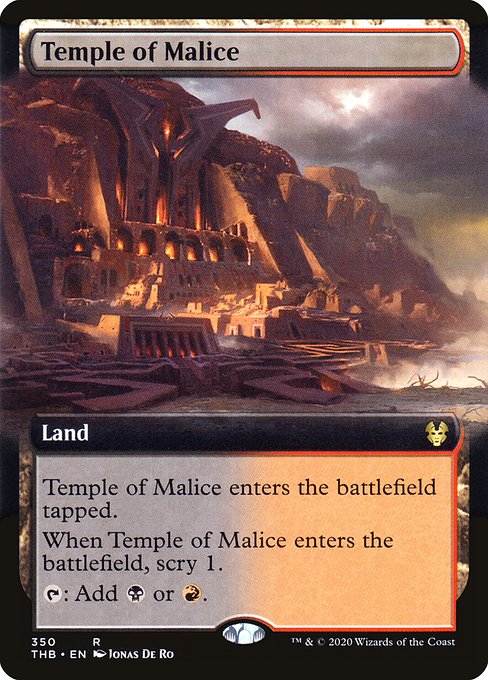 Temple of Malice
Land
Temple of Malice enters the battlefield
tapped.
When Temple of Malice enters the
battlefield, scry 1.
: Add or .
350 R
THB • EN Jonas De Ro
™ & © 2020 Wizards of the Coast